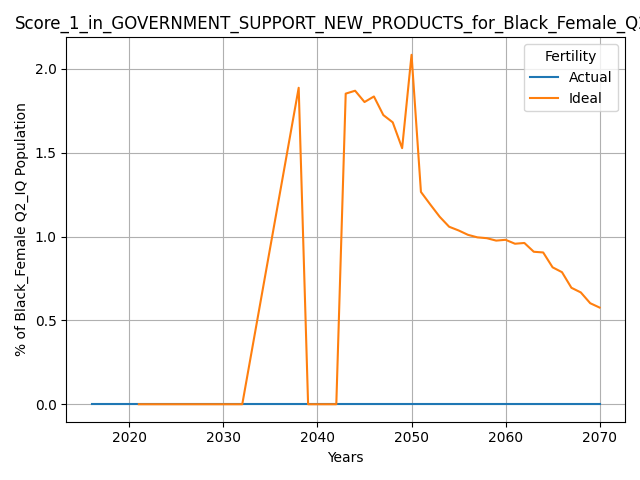 Score_1_in_GOVERNMENT_SUPPORT_NEW_PRODUCTS_for_Black_Female_Q2
Fertility
Actual
Ideal
2.0
1.5
1.0
0.5
0.0
% of Black_Female Q2_IQ Population
2020 2030 2040 2050 2060 2070
Years